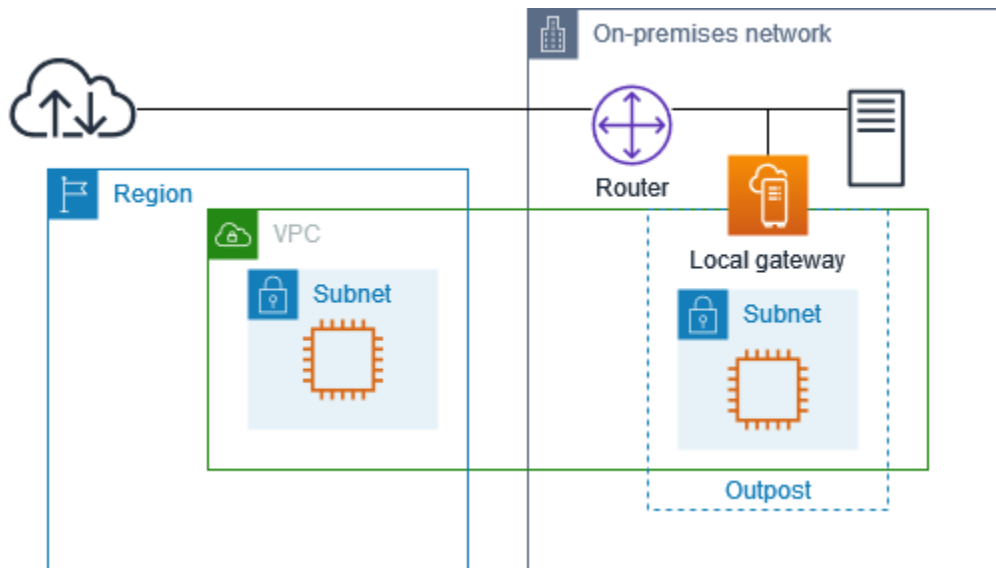 On-premises network
Router
Region
VPC
Local gateway
Subnet
Subnet
Outpost